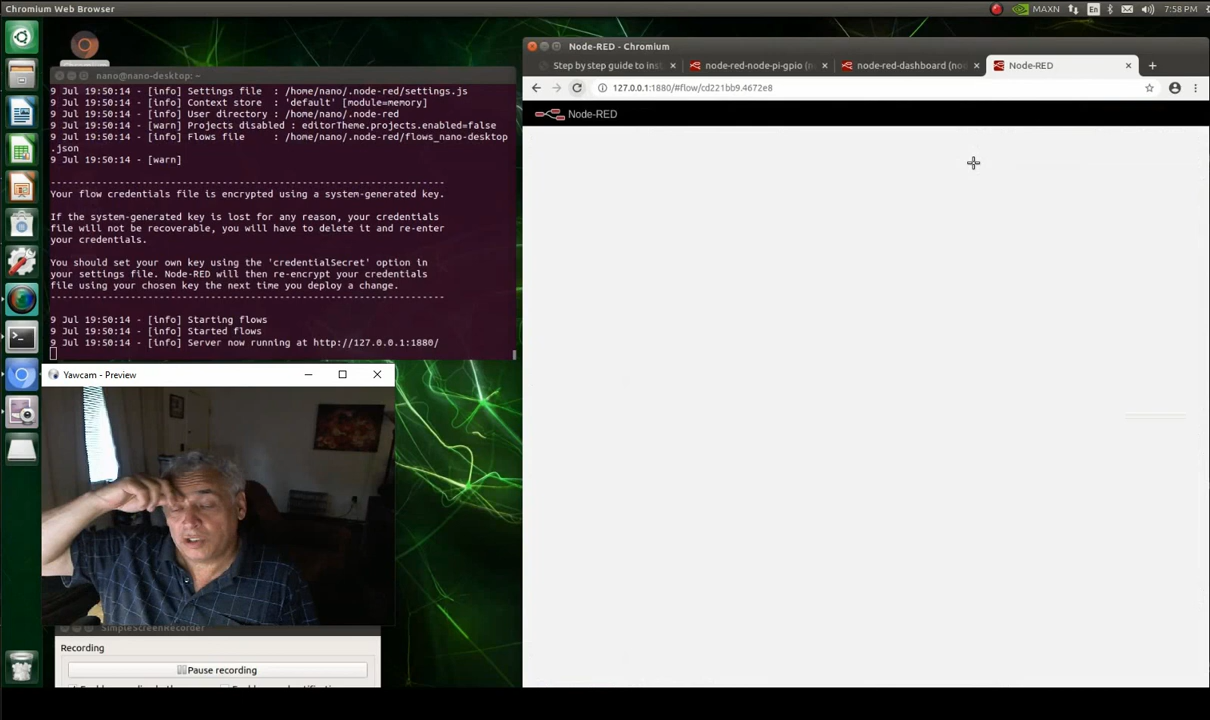 Chromium Web Browser
MAXN
En
7:58 PM
nano@nano-desktop: ~
9 Jul 19:50:14 - [info] Settings file  : /home/nano/.node-red/settings.js
9 Jul 19:50:14 - [info] Context store  : 'default' [module=memory]
9 Jul 19:50:14 - [info] User directory : /home/nano/.node-red
9 Jul 19:50:14 - [warn] Projects disabled : editorTheme.projects.enabled=false
9 Jul 19:50:14 - [info] Flows file     : /home/nano/.node-red/flows_nano-desktop
.json
9 Jul 19:50:14 - [warn]
---------------------------------------------------------------------
Your flow credentials file is encrypted using a system-generated key.
If the system-generated key is lost for any reason, your credentials
file will not be recoverable, you will have to delete it and re-enter
your credentials.
You should set your own key using the 'credentialSecret' option in
your settings file. Node-RED will then re-encrypt your credentials
file using your chosen key the next time you deploy a change.
---------------------------------------------------------------------
9 Jul 19:50:14 - [info] Starting flows
9 Jul 19:50:14 - [info] Started flows
9 Jul 19:50:14 - [info] Server now running at http://127.0.0.1:1880/
Yawcam - Preview
SimpleScreenRecorder
Recording
Pause recording
Node-RED - Chromium
Step by step guide to inst
node-red-node-pi-gpio (n
node-red-dashboard (no
Node-RED
127.0.0.1:1880/#flow/cd221bb9.4672e8
Node-RED